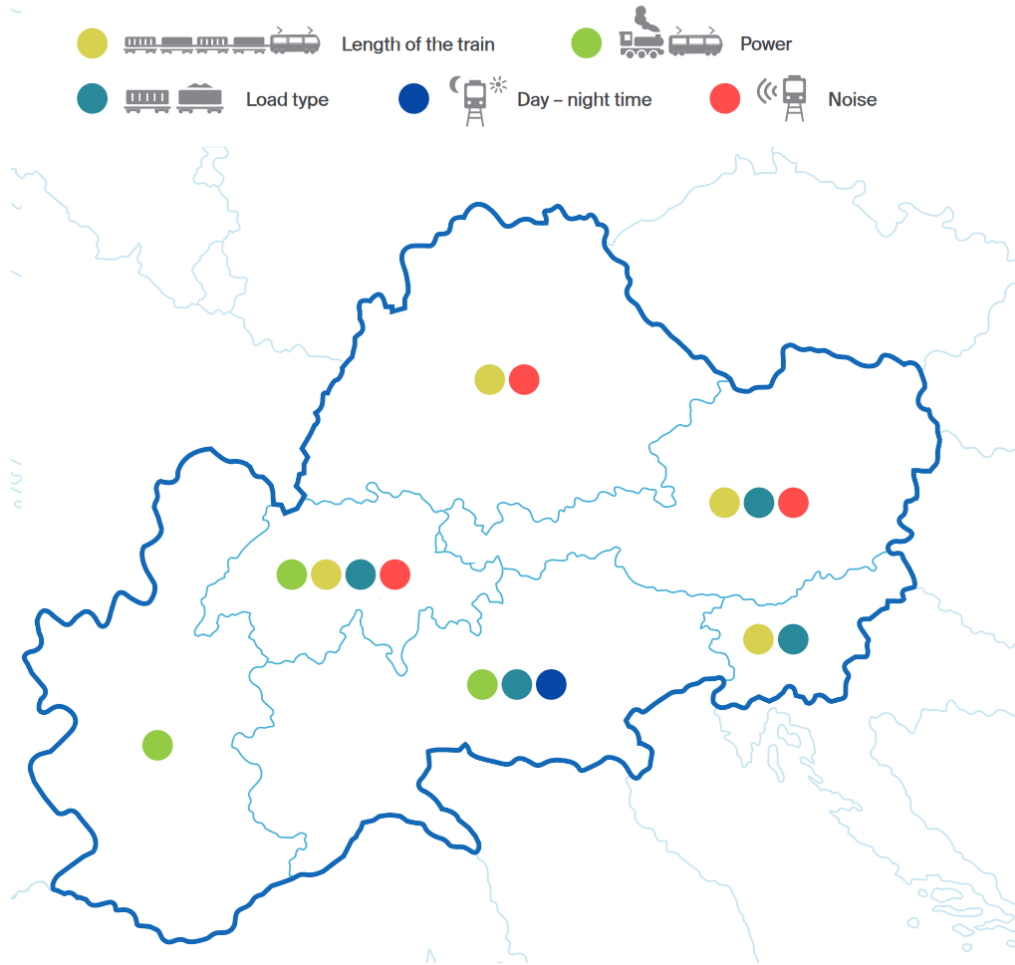 Length of the train
Power
Load type
Day – night time
Noise